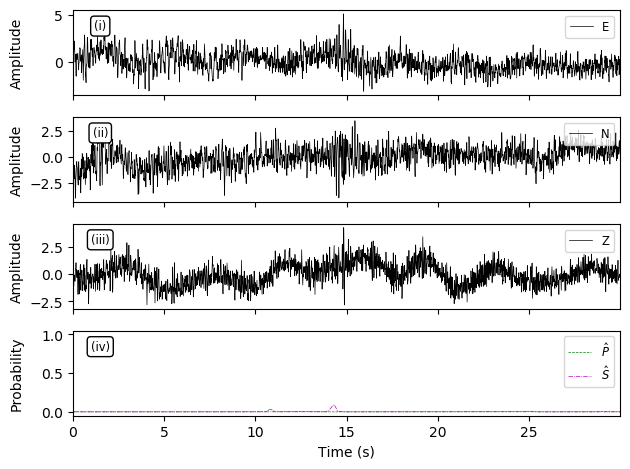 (i)
E
5
0
Amplitude
(ii)
N
2.5
0.0
−2.5
Amplitude
(iii)
Z
2.5
0.0
−2.5
Amplitude
(iv)
P̂
Ŝ
1.0
0.5
0.0
Probability
0 5 10 15 20 25
Time (s)